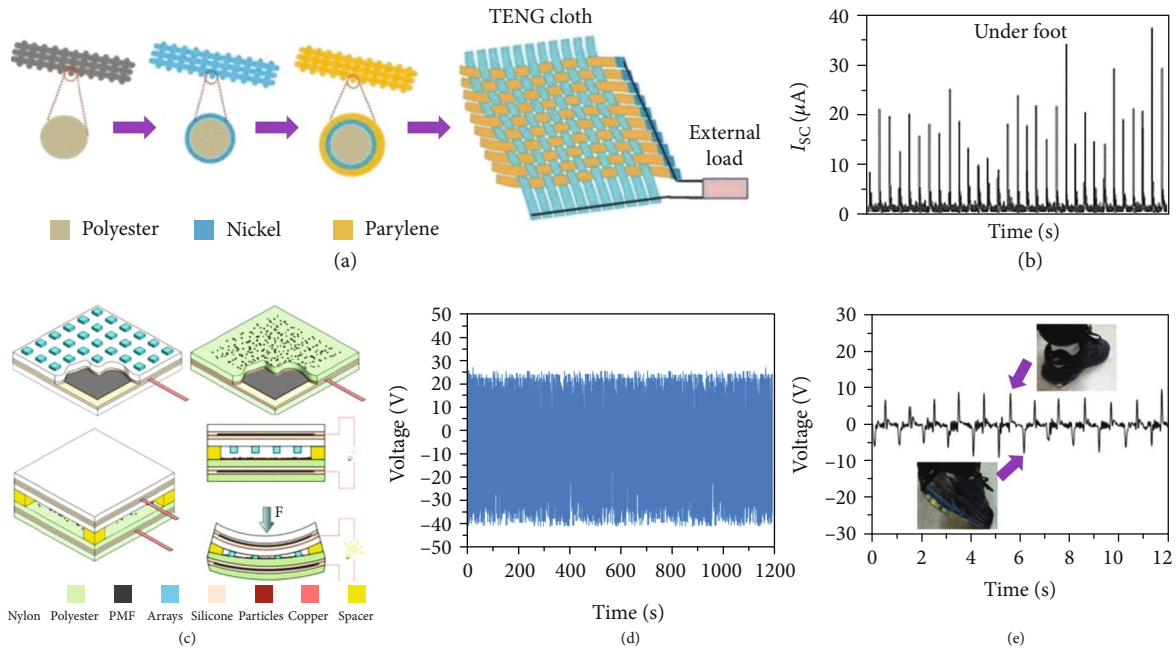 TENG cloth
External
load
Polyester
Nickel
Parylene
(a)
Under foot
I_SC (μA)
40
30
20
10
0
Time (s)
(b)
Nylon Polyester PMF Arrays Silicone Particles Copper Spacer
F
(c)
Voltage (V)
50
40
30
20
10
0
−10
−20
−30
−40
−50
0 200 400 600 800 1000 1200
Time (s)
(d)
Voltage (V)
30
20
10
0
−10
−20
−30
0 2 4 6 8 10 12
Time (s)
(e)